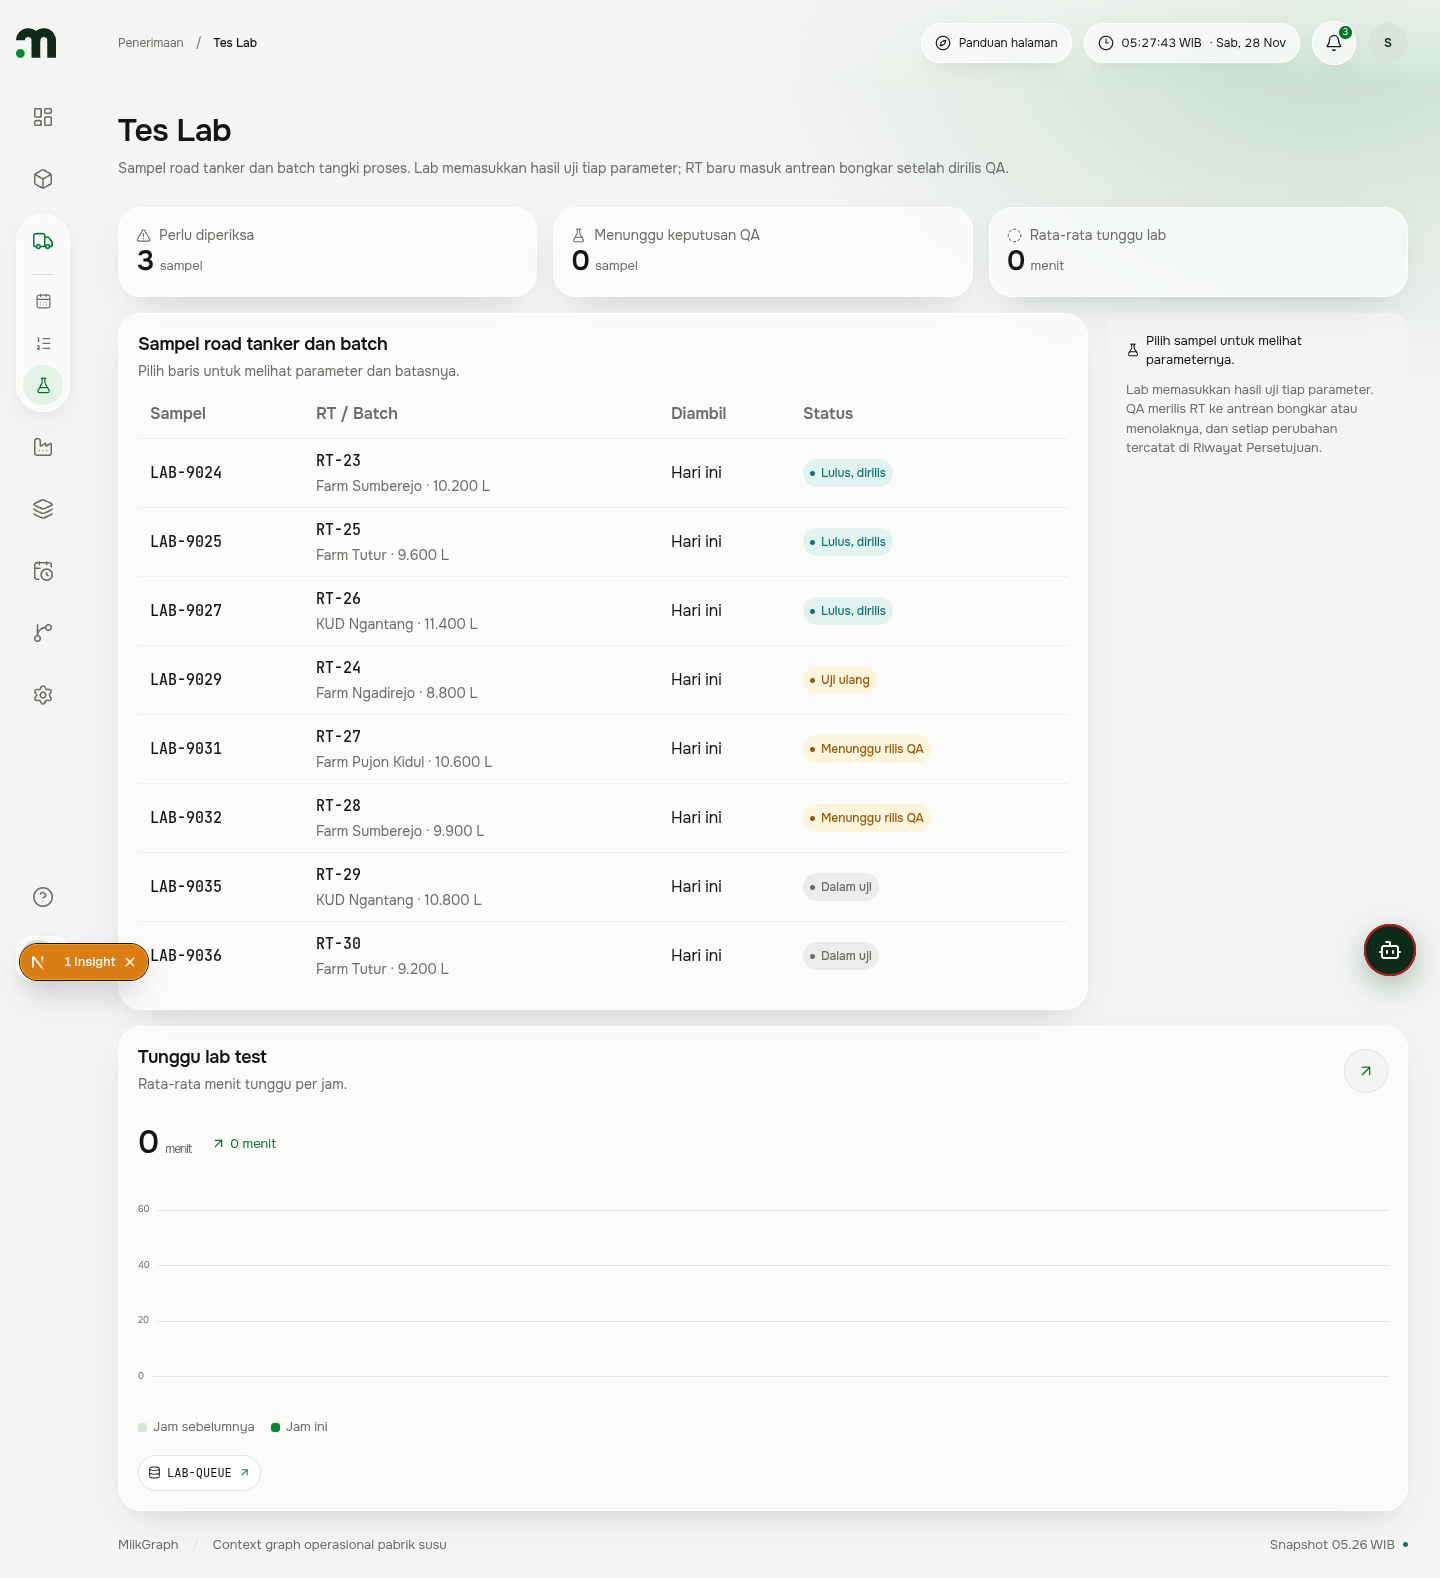 Penerimaan / Tes Lab
Panduan halaman
05:27:43 WIB · Sab, 28 Nov
3
S
Tes Lab
Sampel road tanker dan batch tangki proses. Lab memasukkan hasil uji tiap parameter; RT baru masuk antrean bongkar setelah dirilis QA.
Perlu diperiksa
3 sampel
Menunggu keputusan QA
0 sampel
Rata-rata tunggu lab
0 menit
Sampel road tanker dan batch
Pilih baris untuk melihat parameter dan batasnya.
Sampel RT / Batch Diambil Status
LAB-9024 RT-23 Hari ini Lulus, dirilis
Farm Sumberejo · 10.200 L
LAB-9025 RT-25 Hari ini Lulus, dirilis
Farm Tutur · 9.600 L
LAB-9027 RT-26 Hari ini Lulus, dirilis
KUD Ngantang · 11.400 L
LAB-9029 RT-24 Hari ini Uji ulang
Farm Ngadirejo · 8.800 L
LAB-9031 RT-27 Hari ini Menunggu rilis QA
Farm Pujon Kidul · 10.600 L
LAB-9032 RT-28 Hari ini Menunggu rilis QA
Farm Sumberejo · 9.900 L
LAB-9035 RT-29 Hari ini Dalam uji
KUD Ngantang · 10.800 L
LAB-9036 RT-30 Hari ini Dalam uji
Farm Tutur · 9.200 L
Pilih sampel untuk melihat
parameternya.
Lab memasukkan hasil uji tiap parameter.
QA merilis RT ke antrean bongkar atau
menolaknya, dan setiap perubahan
tercatat di Riwayat Persetujuan.
1 Insight
Tunggu lab test
Rata-rata menit tunggu per jam.
0 menit 0 menit
60
40
20
0
Jam sebelumnya Jam ini
LAB-QUEUE
MilkGraph / Context graph operasional pabrik susu
Snapshot 05.26 WIB